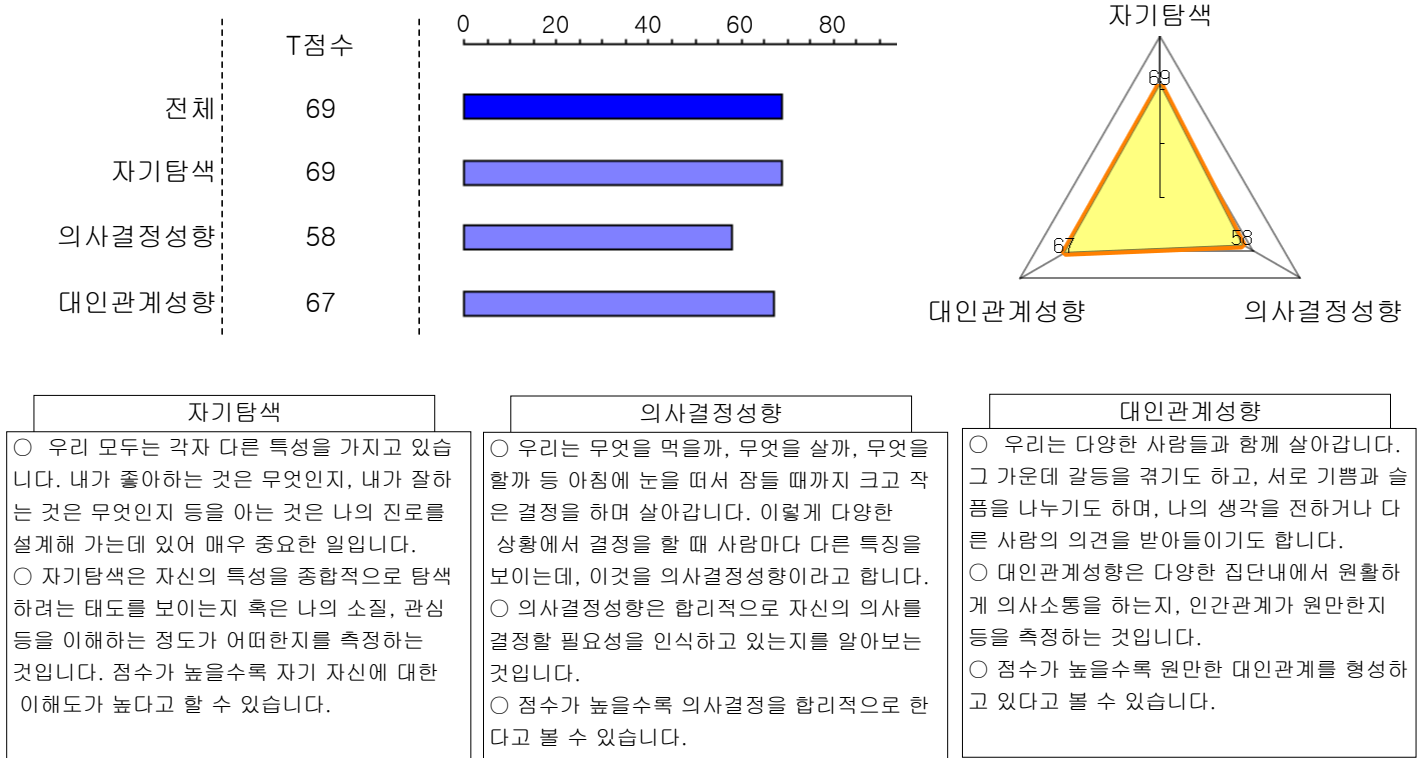 T점수
0 20 40 60 80
전체 69
자기탐색 69
의사결정성향 58
대인관계성향 67
자기탐색
69
67
58
대인관계성향
의사결정성향
자기탐색
○ 우리 모두는 각자 다른 특성을 가지고 있습
니다. 내가 좋아하는 것은 무엇인지, 내가 잘하
는 것은 무엇인지 등을 아는 것은 나의 진로를
설계해 가는데 있어 매우 중요한 일입니다.
○ 자기탐색은 자신의 특성을 종합적으로 탐색
하려는 태도를 보이는지 혹은 나의 소질, 관심
등을 이해하는 정도가 어떠한지를 측정하는
것입니다. 점수가 높을수록 자기 자신에 대한
이해도가 높다고 할 수 있습니다.
의사결정성향
○ 우리는 무엇을 먹을까, 무엇을 살까, 무엇을
할까 등 아침에 눈을 떠서 잠들 때까지 크고 작
은 결정을 하며 살아갑니다. 이렇게 다양한
상황에서 결정을 할 때 사람마다 다른 특징을
보이는데, 이것을 의사결정성향이라고 합니다.
○ 의사결정성향은 합리적으로 자신의 의사를
결정할 필요성을 인식하고 있는지를 알아보는
것입니다.
○ 점수가 높을수록 의사결정을 합리적으로 한
다고 볼 수 있습니다.
대인관계성향
○ 우리는 다양한 사람들과 함께 살아갑니다.
그 가운데 갈등을 겪기도 하고, 서로 기쁨과 슬
픔을 나누기도 하며, 나의 생각을 전하거나 다
른 사람의 의견을 받아들이기도 합니다.
○ 대인관계성향은 다양한 집단내에서 원활하
게 의사소통을 하는지, 인간관계가 원만한지
등을 측정하는 것입니다.
○ 점수가 높을수록 원만한 대인관계를 형성하
고 있다고 볼 수 있습니다.